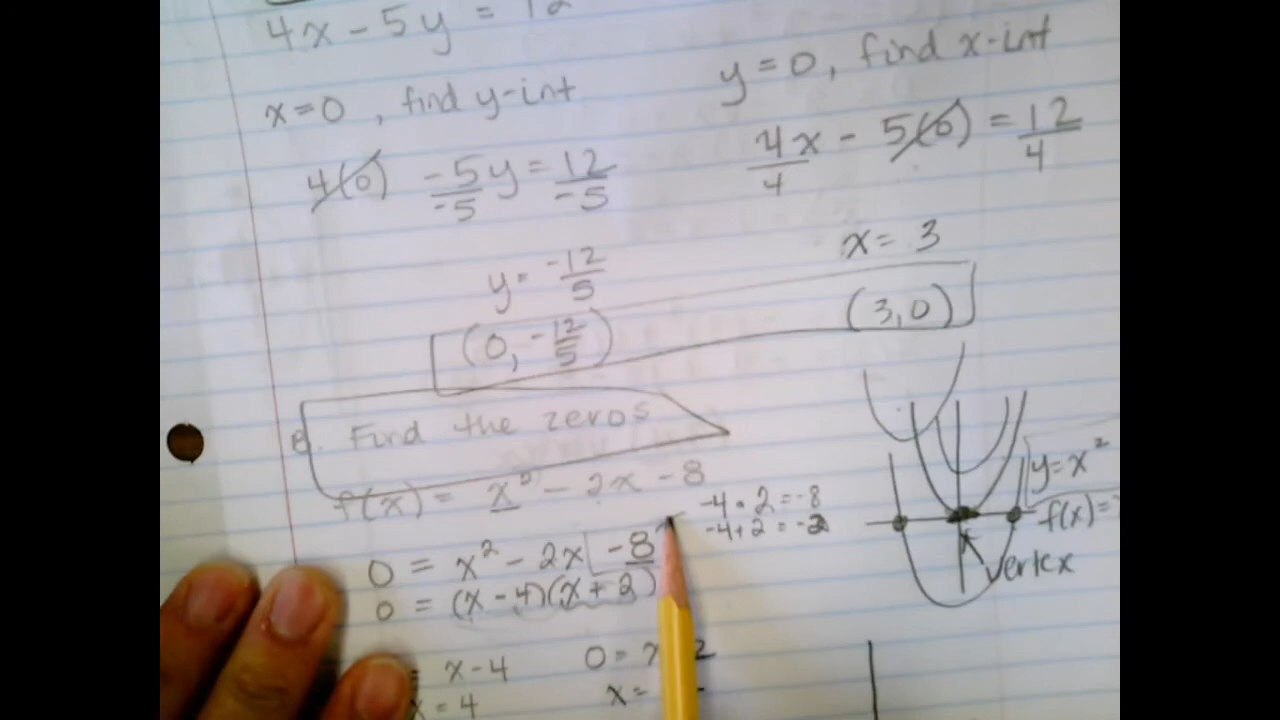 4x - 5y = 12
x = 0 , find y-int
4(0) -5y = 12
-5 -5
y = -12/5
(0, -12/5)
y = 0, find x-int
4x - 5(0) = 12
4 4
x = 3
(3,0)
Find the zeros
f(x) = x² - 2x - 8
-4 · 2 = -8
-4 + 2 = -2
0 = x² - 2x - 8
0 = (x - 4)(x + 2)
x - 4
x = 4
0 = x 2
x =
y = x²
f(x) =
vertex